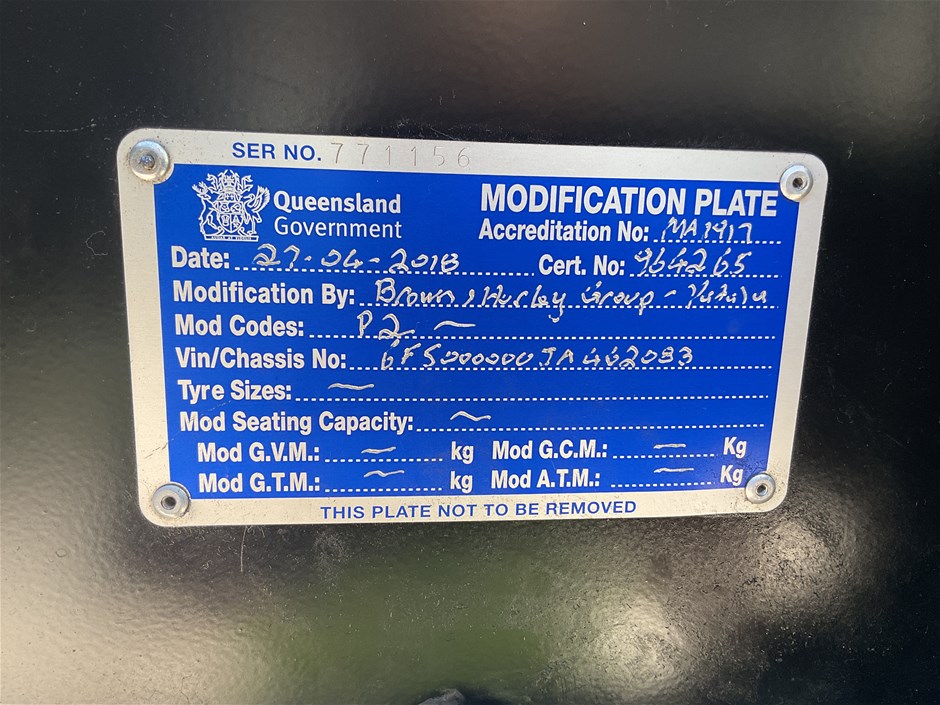 SER NO. 771156
Queensland
Government
MODIFICATION PLATE
Accreditation No: MA1917
Date: 27-04-2018 Cert. No: 964265
Modification By: Brown & Hurley Group -
Mod Codes: P2 ~
Vin/Chassis No: 6F5000000JA462083
Tyre Sizes: ~
Mod Seating Capacity: ~
Mod G.V.M.: ~ kg Mod G.C.M.: ~ Kg
Mod G.T.M.: ~ kg Mod A.T.M.: ~ Kg
THIS PLATE NOT TO BE REMOVED